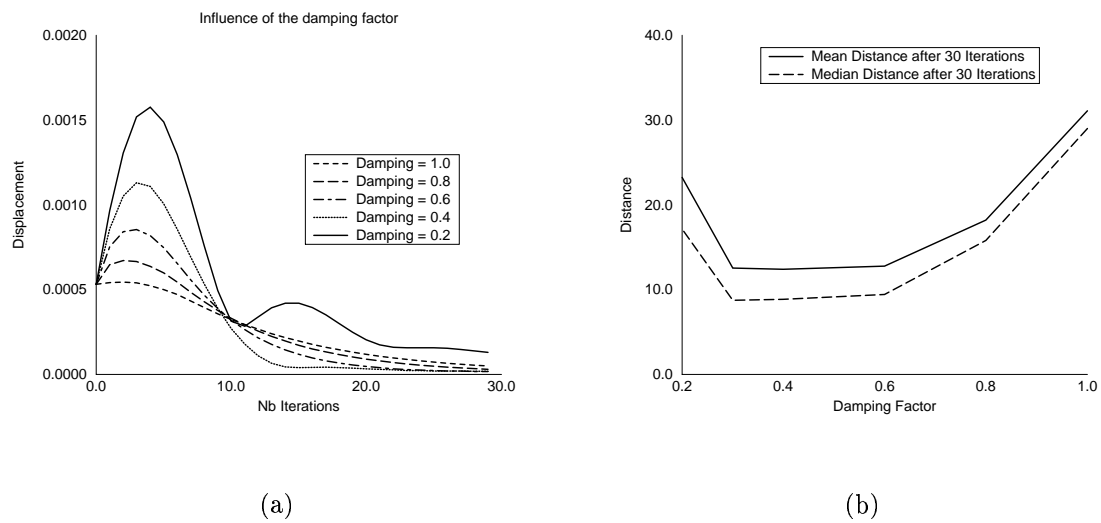 Influence of the damping factor
0.0020
0.0015
0.0010
0.0005
0.0000
Displacement
0.0
10.0
20.0
30.0
Nb Iterations
Damping = 1.0
Damping = 0.8
Damping = 0.6
Damping = 0.4
Damping = 0.2
(a)
40.0
30.0
20.0
10.0
0.0
Distance
0.2
0.4
0.6
0.8
1.0
Damping Factor
Mean Distance after 30 Iterations
Median Distance after 30 Iterations
(b)